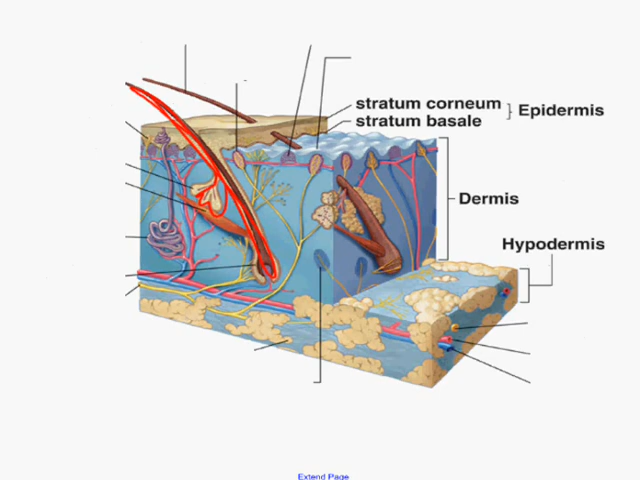 stratum corneum
Epidermis
stratum basale
Dermis
Hypodermis
Extend Page